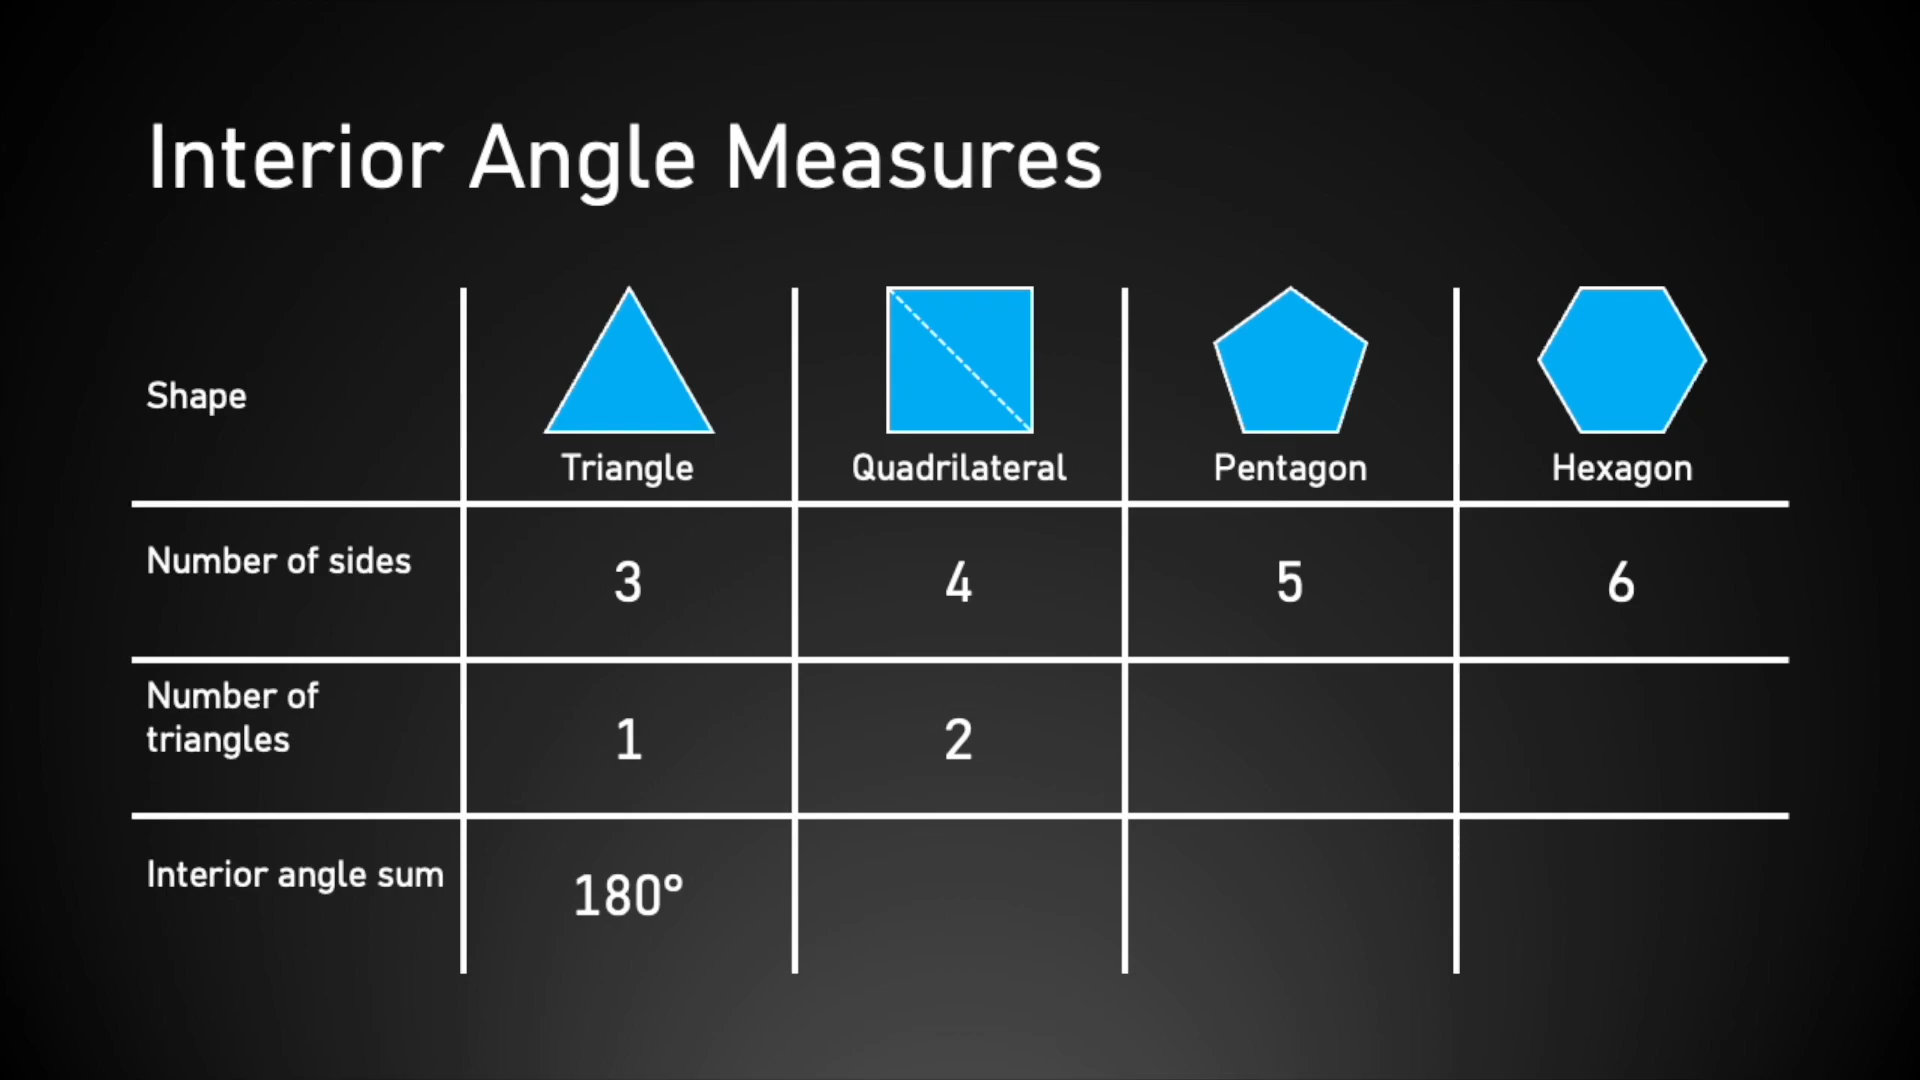 Interior Angle Measures
Shape
Triangle
Quadrilateral
Pentagon
Hexagon
Number of sides
3
4
5
6
Number of
triangles
1
2
Interior angle sum
180°